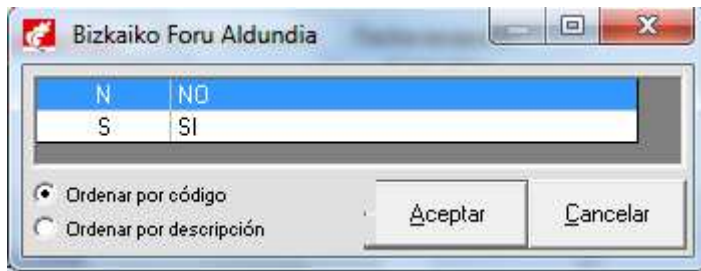 Bizkaiko Foru Aldundia
N NO
S SI
Ordenar por código
Ordenar por descripción
Aceptar
Cancelar